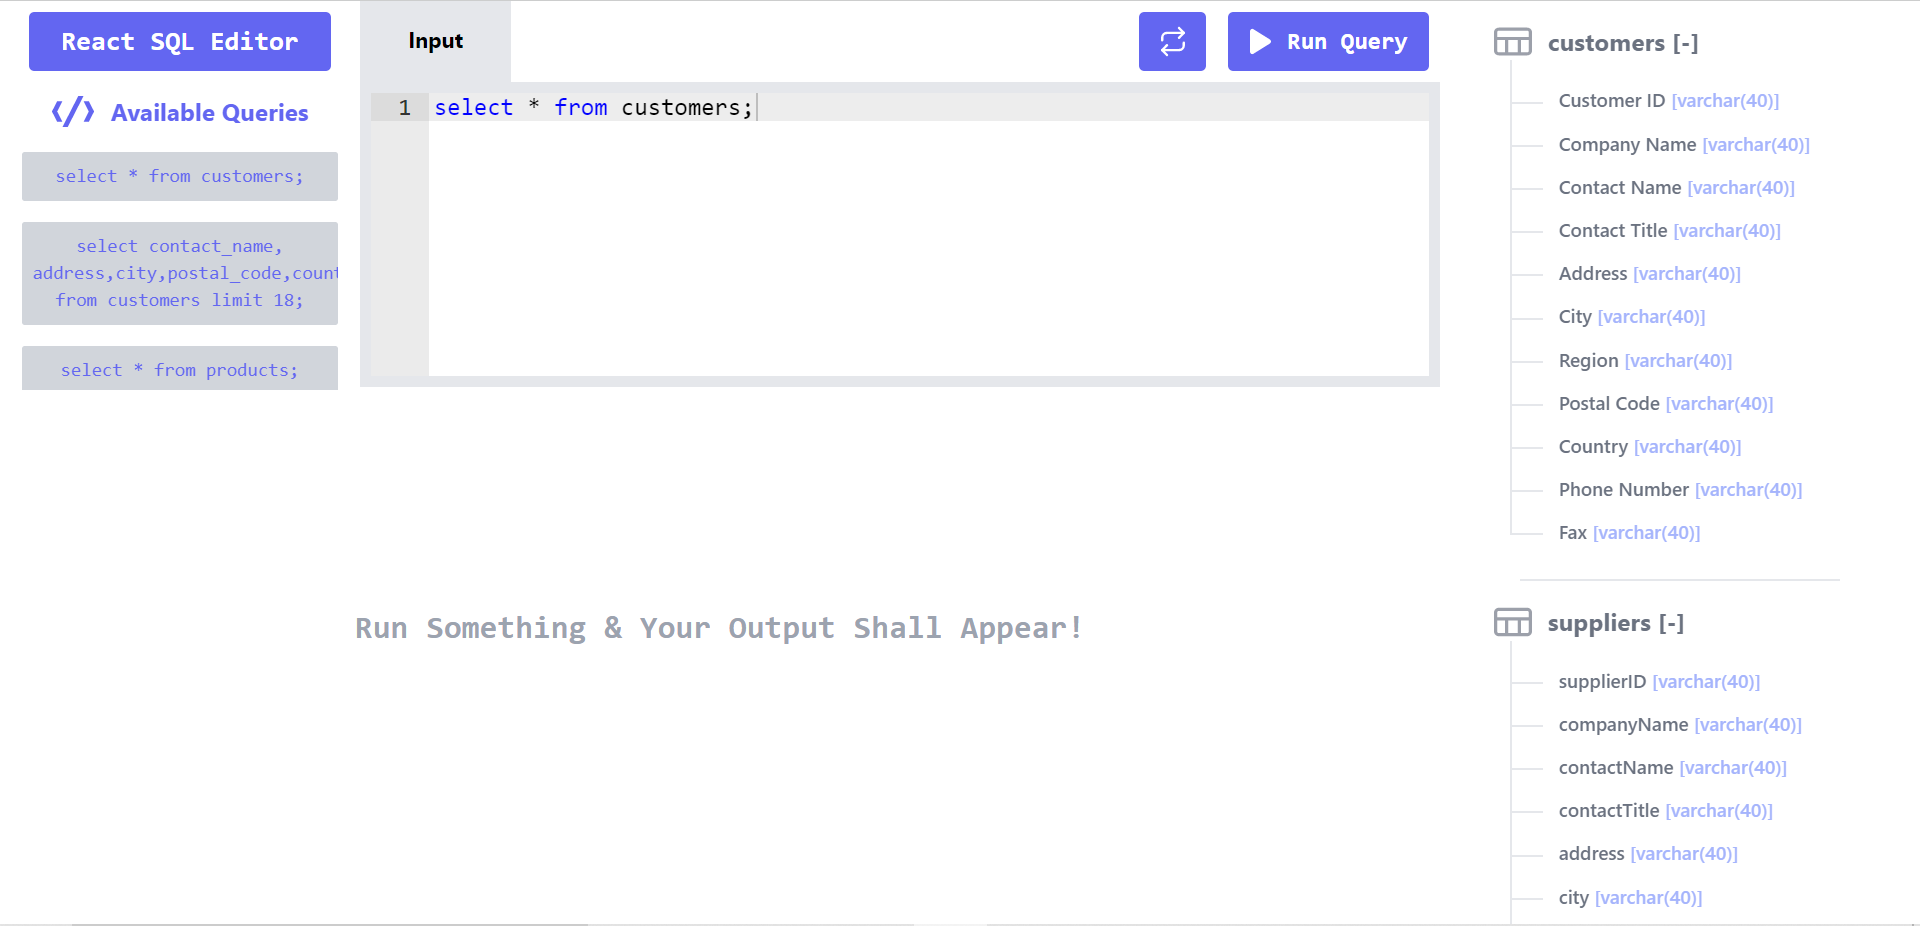 React SQL Editor
Available Queries
select * from customers;
select contact_name,
address,city,postal_code,count
from customers limit 18;
select * from products;
Input
Run Query
1 select * from customers;
Run Something & Your Output Shall Appear!
customers [-]
Customer ID [varchar(40)]
Company Name [varchar(40)]
Contact Name [varchar(40)]
Contact Title [varchar(40)]
Address [varchar(40)]
City [varchar(40)]
Region [varchar(40)]
Postal Code [varchar(40)]
Country [varchar(40)]
Phone Number [varchar(40)]
Fax [varchar(40)]
suppliers [-]
supplierID [varchar(40)]
companyName [varchar(40)]
contactName [varchar(40)]
contactTitle [varchar(40)]
address [varchar(40)]
city [varchar(40)]